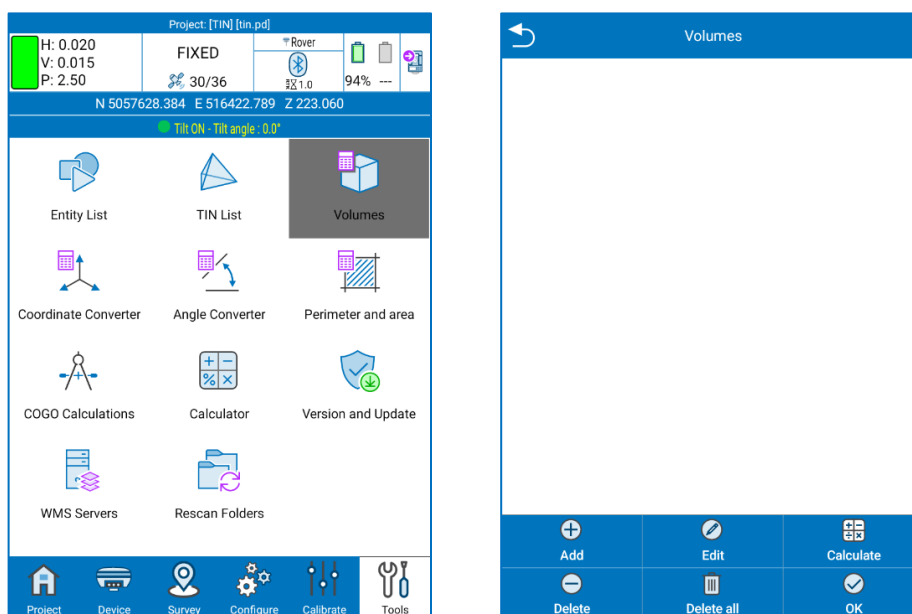 Project: [TIN] [tin.pd]
H: 0.020
V: 0.015
P: 2.50
FIXED
30/36
Rover
1.0
94% ---
N 5057628.384 E 516422.789 Z 223.060
Tilt ON - Tilt angle : 0.0°
Entity List
TIN List
Volumes
Coordinate Converter
Angle Converter
Perimeter and area
COGO Calculations
Calculator
Version and Update
WMS Servers
Rescan Folders
Project
Device
Survey
Configure
Calibrate
Tools
Volumes
Add
Edit
Calculate
Delete
Delete all
OK